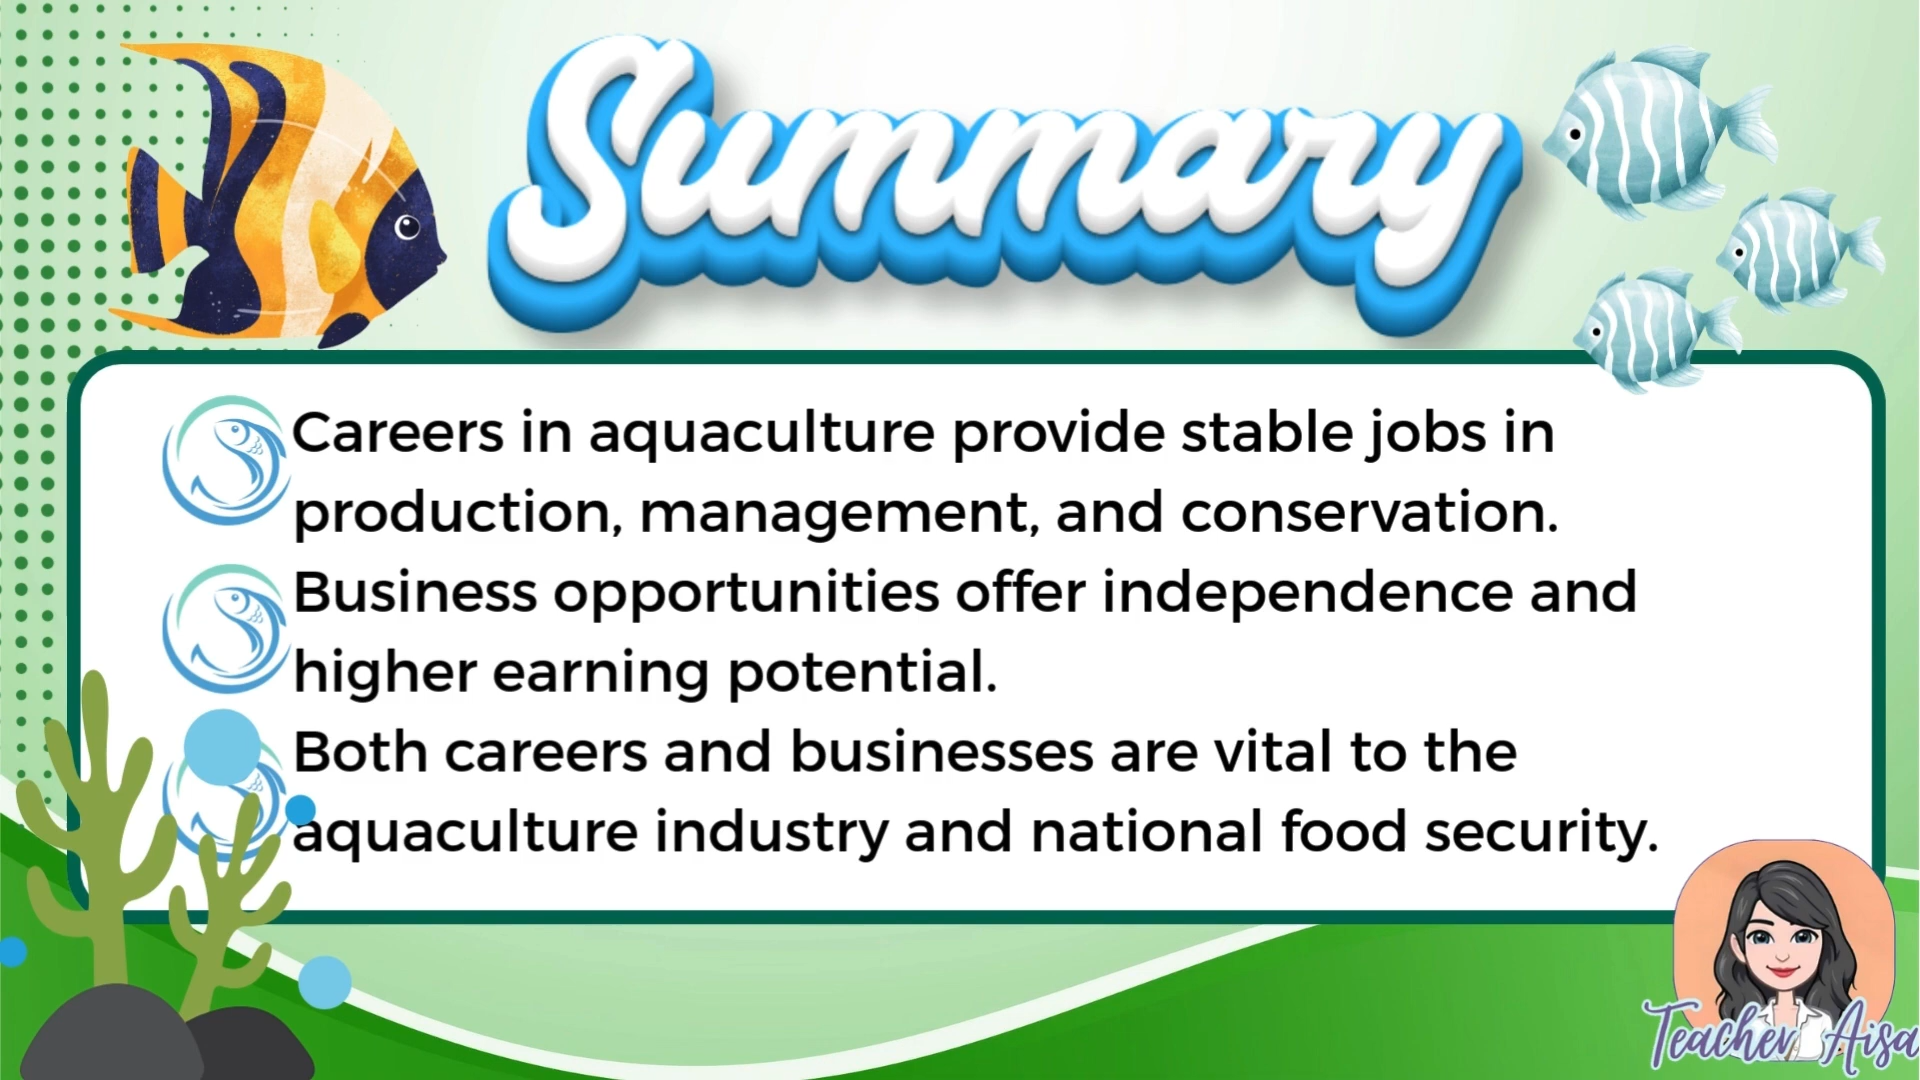 Summary
Careers in aquaculture provide stable jobs in
production, management, and conservation.
Business opportunities offer independence and
higher earning potential.
Both careers and businesses are vital to the
aquaculture industry and national food security.
Teacher Aisa